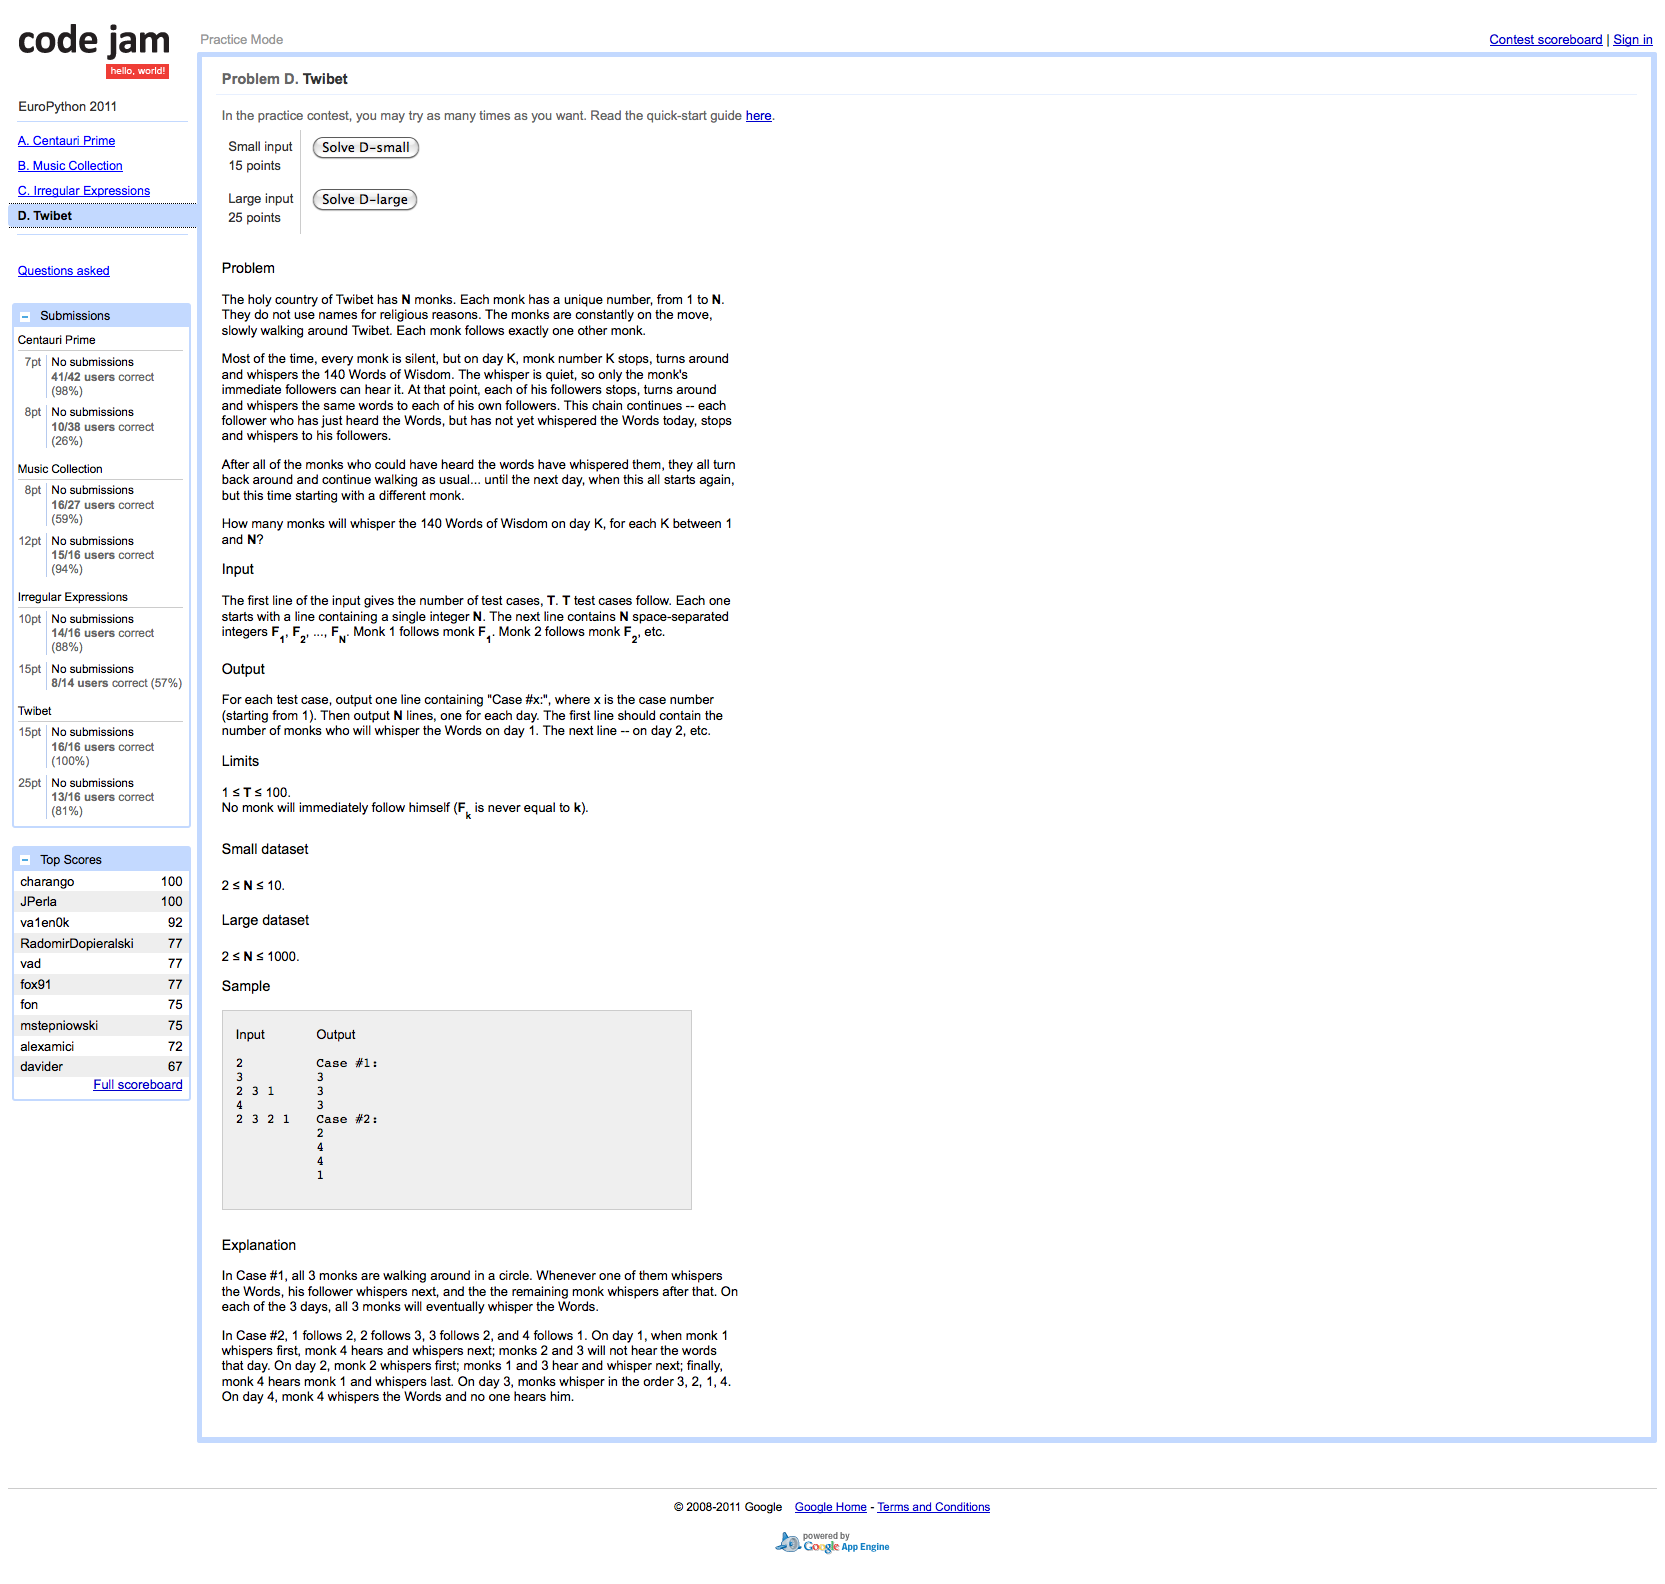 code jam
hello, world!
Practice Mode
Contest scoreboard | Sign in
EuroPython 2011
A. Centauri Prime
B. Music Collection
C. Irregular Expressions
D. Twibet
Questions asked
Submissions
Centauri Prime
7pt No submissions
41/42 users correct
(98%)
8pt No submissions
10/38 users correct
(26%)
Music Collection
8pt No submissions
16/27 users correct
(59%)
12pt No submissions
15/16 users correct
(94%)
Irregular Expressions
10pt No submissions
14/16 users correct
(88%)
15pt No submissions
8/14 users correct (57%)
Twibet
15pt No submissions
16/16 users correct
(100%)
25pt No submissions
13/16 users correct
(81%)
Top Scores
charango 100
JPerla 100
va1en0k 92
RadomirDopieralski 77
vad 77
fox91 77
fon 75
mstepniowski 75
alexamici 72
davider 67
Full scoreboard
Problem D. Twibet
In the practice contest, you may try as many times as you want. Read the quick-start guide here.
Small input
15 points
Solve D-small
Large input
25 points
Solve D-large
Problem
The holy country of Twibet has N monks. Each monk has a unique number, from 1 to N.
They do not use names for religious reasons. The monks are constantly on the move,
slowly walking around Twibet. Each monk follows exactly one other monk.
Most of the time, every monk is silent, but on day K, monk number K stops, turns around
and whispers the 140 Words of Wisdom. The whisper is quiet, so only the monk's
immediate followers can hear it. At that point, each of his followers stops, turns around
and whispers the same words to each of his own followers. This chain continues -- each
follower who has just heard the Words, but has not yet whispered the Words today, stops
and whispers to his followers.
After all of the monks who could have heard the words have whispered them, they all turn
back around and continue walking as usual... until the next day, when this all starts again,
but this time starting with a different monk.
How many monks will whisper the 140 Words of Wisdom on day K, for each K between 1
and N?
Input
The first line of the input gives the number of test cases, T. T test cases follow. Each one
starts with a line containing a single integer N. The next line contains N space-separated
integers F1, F2, ..., FN. Monk 1 follows monk F1. Monk 2 follows monk F2, etc.
Output
For each test case, output one line containing "Case #x:", where x is the case number
(starting from 1). Then output N lines, one for each day. The first line should contain the
number of monks who will whisper the Words on day 1. The next line -- on day 2, etc.
Limits
1 ≤ T ≤ 100.
No monk will immediately follow himself (Fk is never equal to k).
Small dataset
2 ≤ N ≤ 10.
Large dataset
2 ≤ N ≤ 1000.
Sample
Input Output
2 Case #1:
3 3
2 3 1 3
4 3
2 3 2 1 Case #2:
2
4
4
1
Explanation
In Case #1, all 3 monks are walking around in a circle. Whenever one of them whispers
the Words, his follower whispers next, and the the remaining monk whispers after that. On
each of the 3 days, all 3 monks will eventually whisper the Words.
In Case #2, 1 follows 2, 2 follows 3, 3 follows 2, and 4 follows 1. On day 1, when monk 1
whispers first, monk 4 hears and whispers next; monks 2 and 3 will not hear the words
that day. On day 2, monk 2 whispers first; monks 1 and 3 hear and whisper next; finally,
monk 4 hears monk 1 and whispers last. On day 3, monks whisper in the order 3, 2, 1, 4.
On day 4, monk 4 whispers the Words and no one hears him.
© 2008-2011 Google Google Home - Terms and Conditions
powered by
Google App Engine